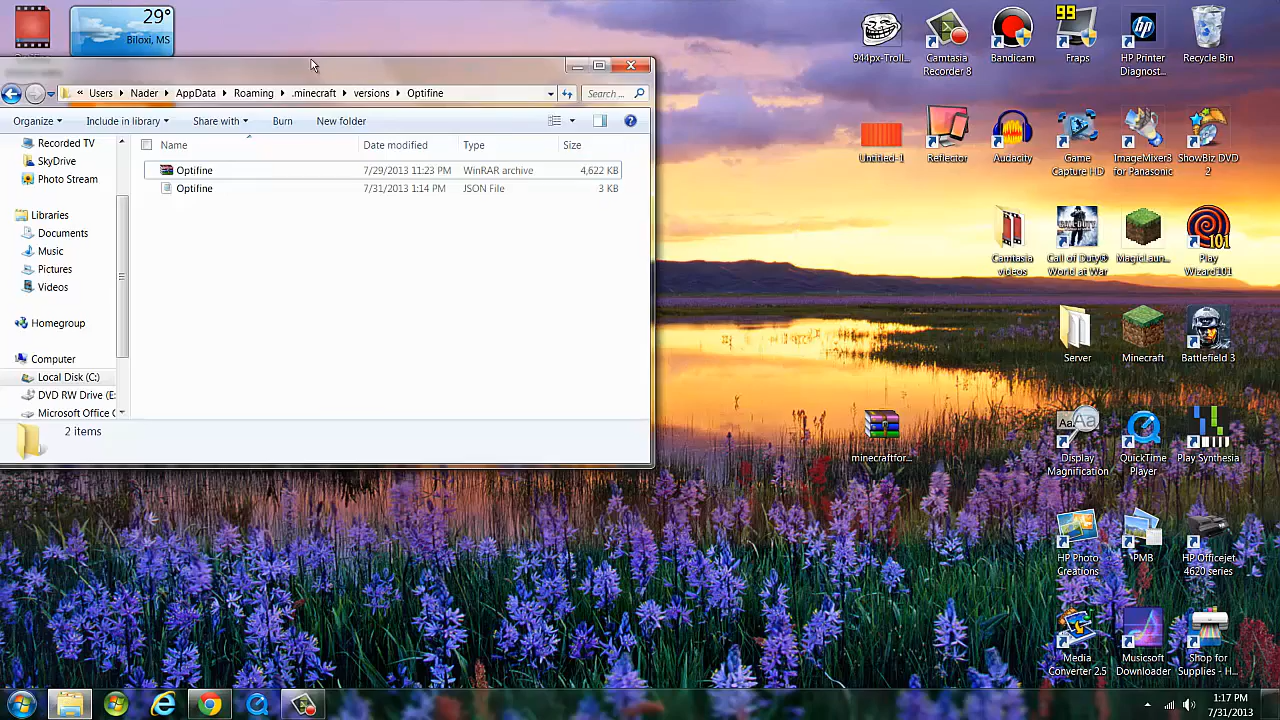 29°
Biloxi, MS
« Users Nader AppData Roaming .minecraft versions Optifine
Search ...
Organize Include in library Share with Burn New folder
Name Date modified Type Size
Optifine 7/29/2013 11:23 PM WinRAR archive 4,622 KB
Optifine 7/31/2013 1:14 PM JSON File 3 KB
Recorded TV
SkyDrive
Photo Stream
Libraries
Documents
Music
Pictures
Videos
Homegroup
Computer
Local Disk (C:)
DVD RW Drive (E:
Microsoft Office (
2 items
944px-Troll...
Camtasia
Recorder 8
Bandicam
99
Fraps
HP Printer
Diagnost...
Recycle Bin
Untitled-1
Reflector
Audacity
Game
Capture HD
ImageMixer3
for Panasonic
ShowBiz DVD
2
Camtasia
videos
Call of Duty®
World at War
MagicLaun...
101
Play
Wizard101
Server
Minecraft
Battlefield 3
minecraftfor...
Aa
Aa
Display
Magnification
QuickTime
Player
Play Synthesia
HP Photo
Creations
PMB
HP Officejet
4620 series
Media
Converter 2.5
Musicsoft
Downloader
Shop for
Supplies - H...
1:17 PM
7/31/2013